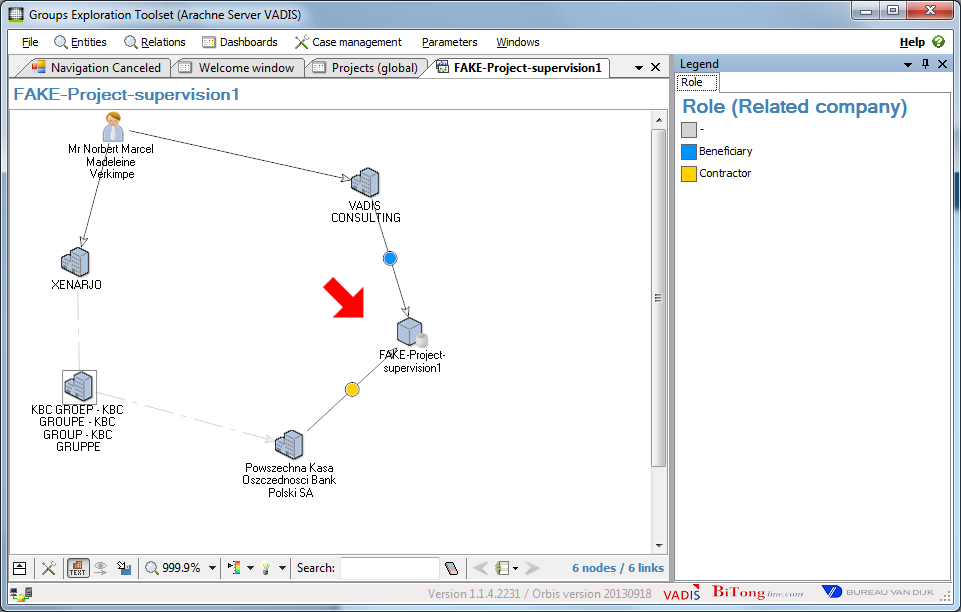 Groups Exploration Toolset (Arachne Server VADIS)
File Entities Relations Dashboards Case management Parameters Windows Help
Navigation Canceled Welcome window Projects (global) FAKE-Project-supervision1
FAKE-Project-supervision1
Mr Norbert Marcel
Madeleine
Verkimpe
VADIS
CONSULTING
XENARJO
FAKE-Project-
supervision1
KBC GROEP - KBC
GROUPE - KBC
GROUP - KBC
GRUPPE
Powszechna Kasa
Oszczednosci Bank
Polski SA
Legend
Role
Role (Related company)
-
Beneficiary
Contractor
TEXT 999.9% Search: 6 nodes / 6 links
Version 1.1.4.2231 / Orbis version 20130918 VADIS BiTongline.com BUREAU VAN DIJK